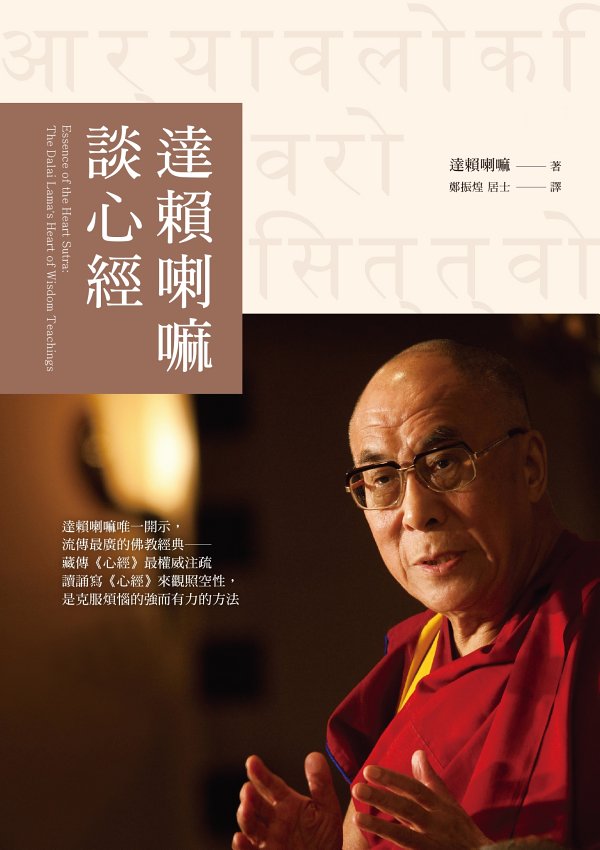 आर्यावलोकि
वरो
सित्त्वो
達賴喇嘛
談心經
Essence of the Heart Sutra:
The Dalai Lama's Heart of Wisdom Teachings
達賴喇嘛 —— 著
鄭振煌 居士 —— 譯
達賴喇嘛唯一開示，
流傳最廣的佛教經典——
藏傳《心經》最權威注疏
讀誦寫《心經》來觀照空性，
是克服煩惱的強而有力的方法